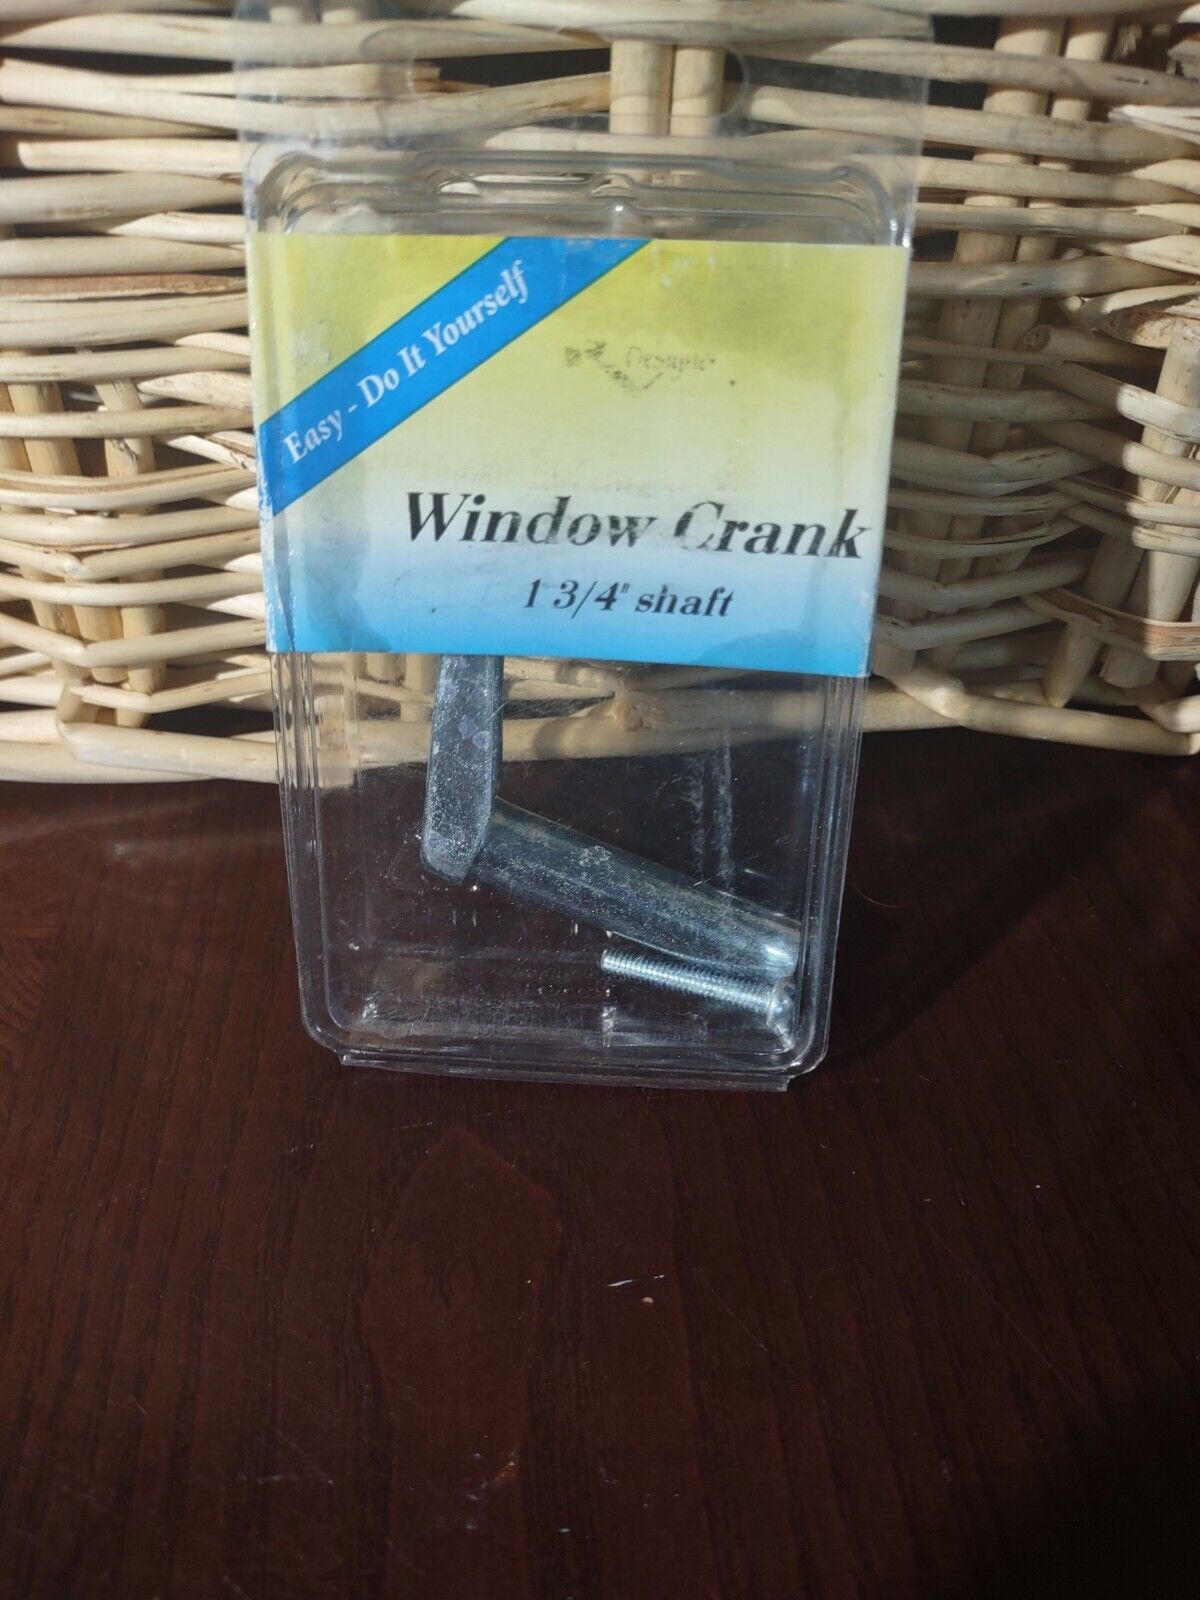 Easy - Do It Yourself
Window Crank
1 3/4" shaft